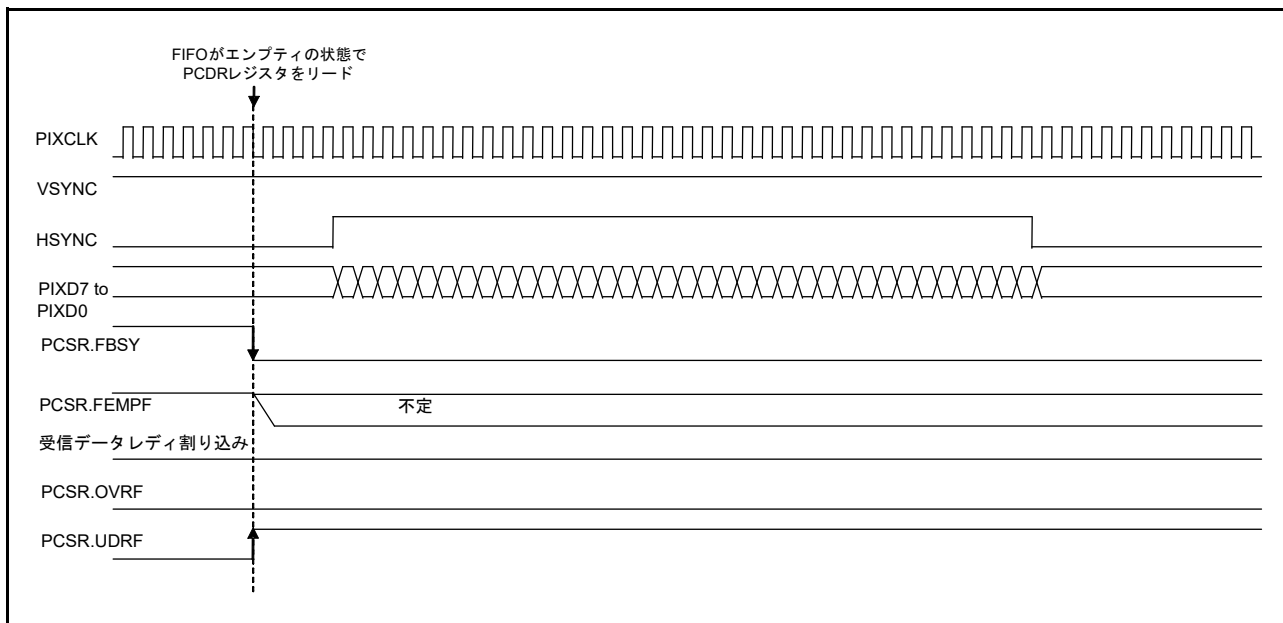 FIFOがエンプティの状態で
PCDRレジスタをリード
PIXCLK
VSYNC
HSYNC
PIXD7 to
PIXD0
PCSR.FBSY
PCSR.FEMPF
不定
受信データレディ割り込み
PCSR.OVRF
PCSR.UDRF